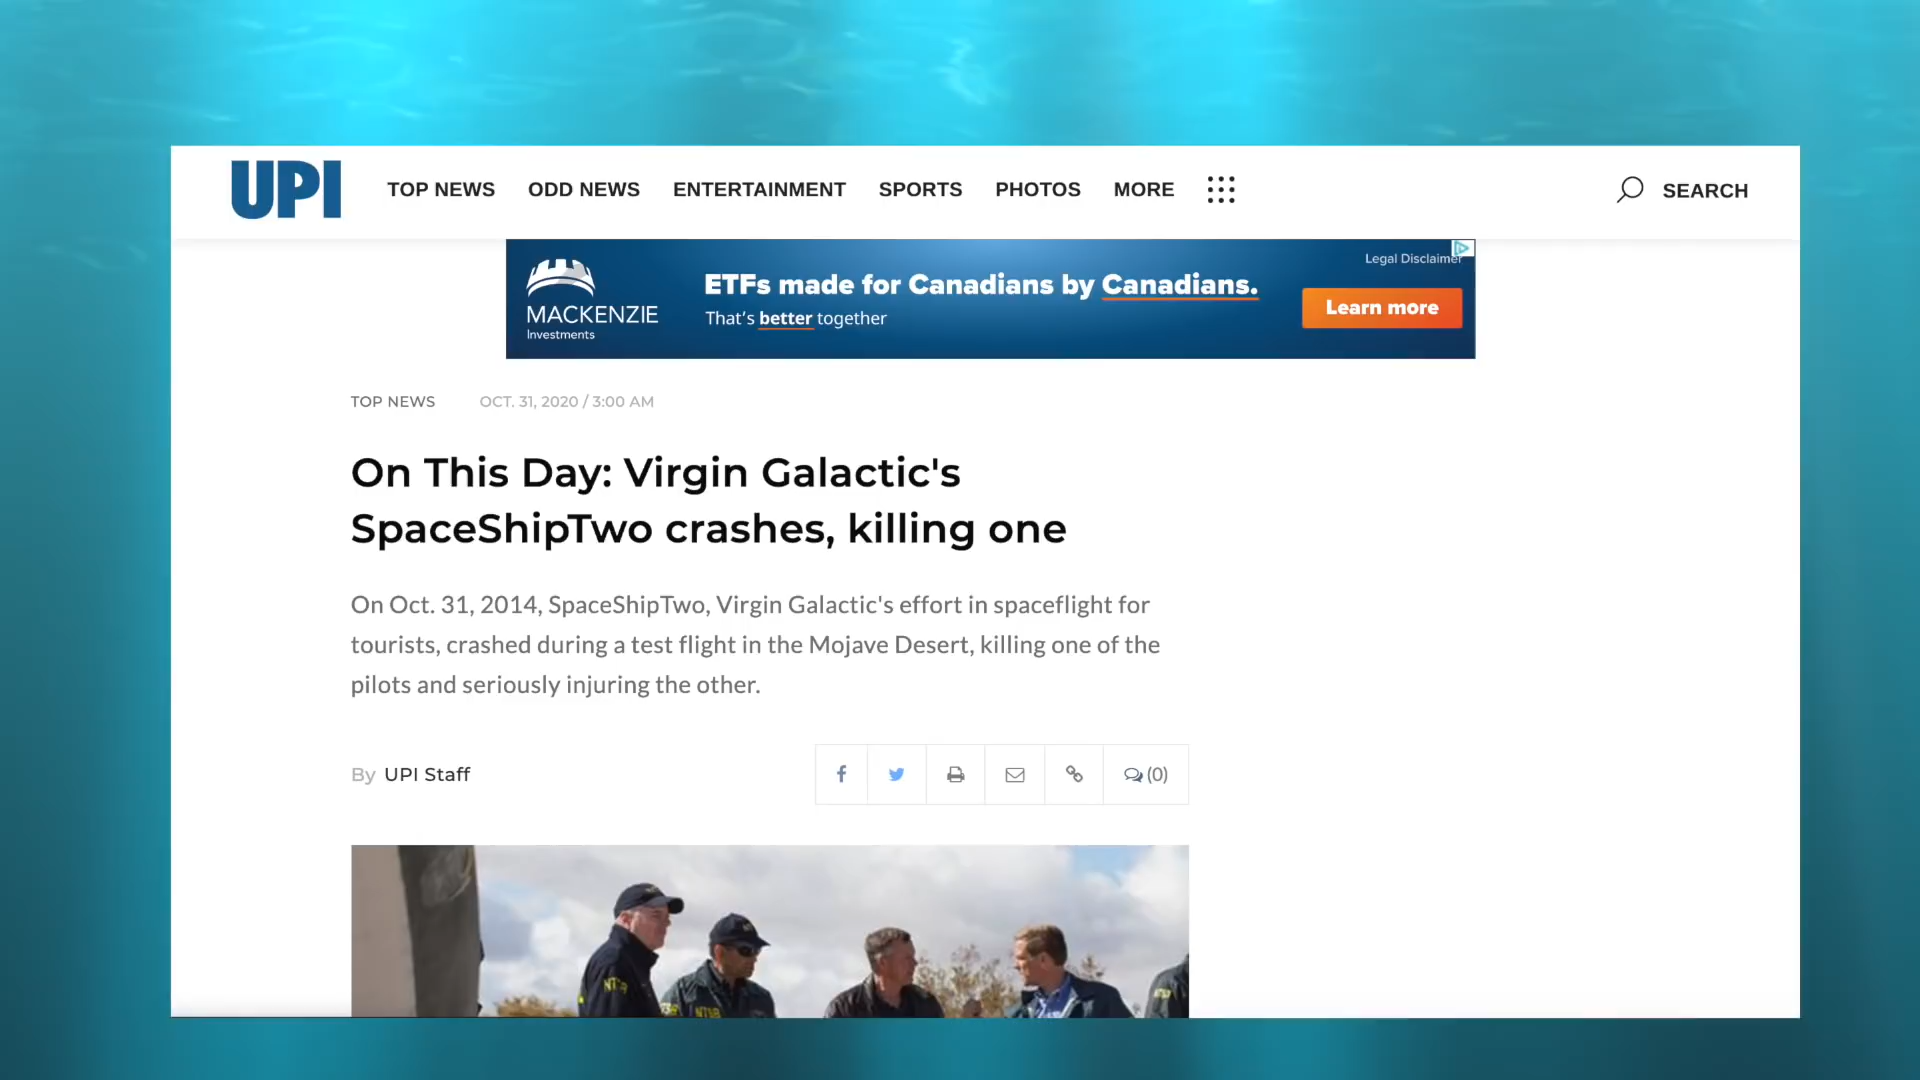 UPI
TOP NEWS
ODD NEWS
ENTERTAINMENT
SPORTS
PHOTOS
MORE
SEARCH
MACKENZIE
Investments
ETFs made for Canadians by Canadians.
That's better together
Legal Disclaimer
Learn more
TOP NEWS
OCT. 31, 2020 / 3:00 AM
On This Day: Virgin Galactic's
SpaceShipTwo crashes, killing one
On Oct. 31, 2014, SpaceShipTwo, Virgin Galactic's effort in spaceflight for
tourists, crashed during a test flight in the Mojave Desert, killing one of the
pilots and seriously injuring the other.
By UPI Staff
(0)
NTSB